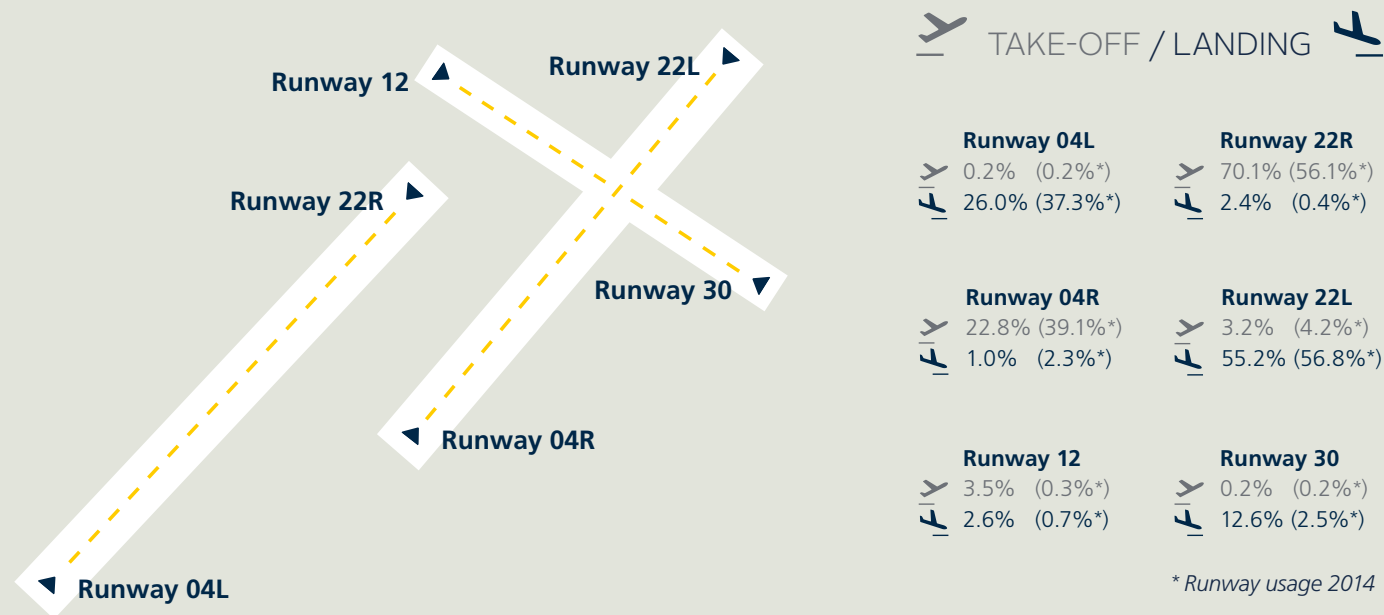 Runway 12
Runway 22L
Runway 22R
Runway 30
Runway 04R
Runway 04L
TAKE-OFF / LANDING
Runway 04L
0.2% (0.2%*)
26.0% (37.3%*)
Runway 22R
70.1% (56.1%*)
2.4% (0.4%*)
Runway 04R
22.8% (39.1%*)
1.0% (2.3%*)
Runway 22L
3.2% (4.2%*)
55.2% (56.8%*)
Runway 12
3.5% (0.3%*)
2.6% (0.7%*)
Runway 30
0.2% (0.2%*)
12.6% (2.5%*)
* Runway usage 2014